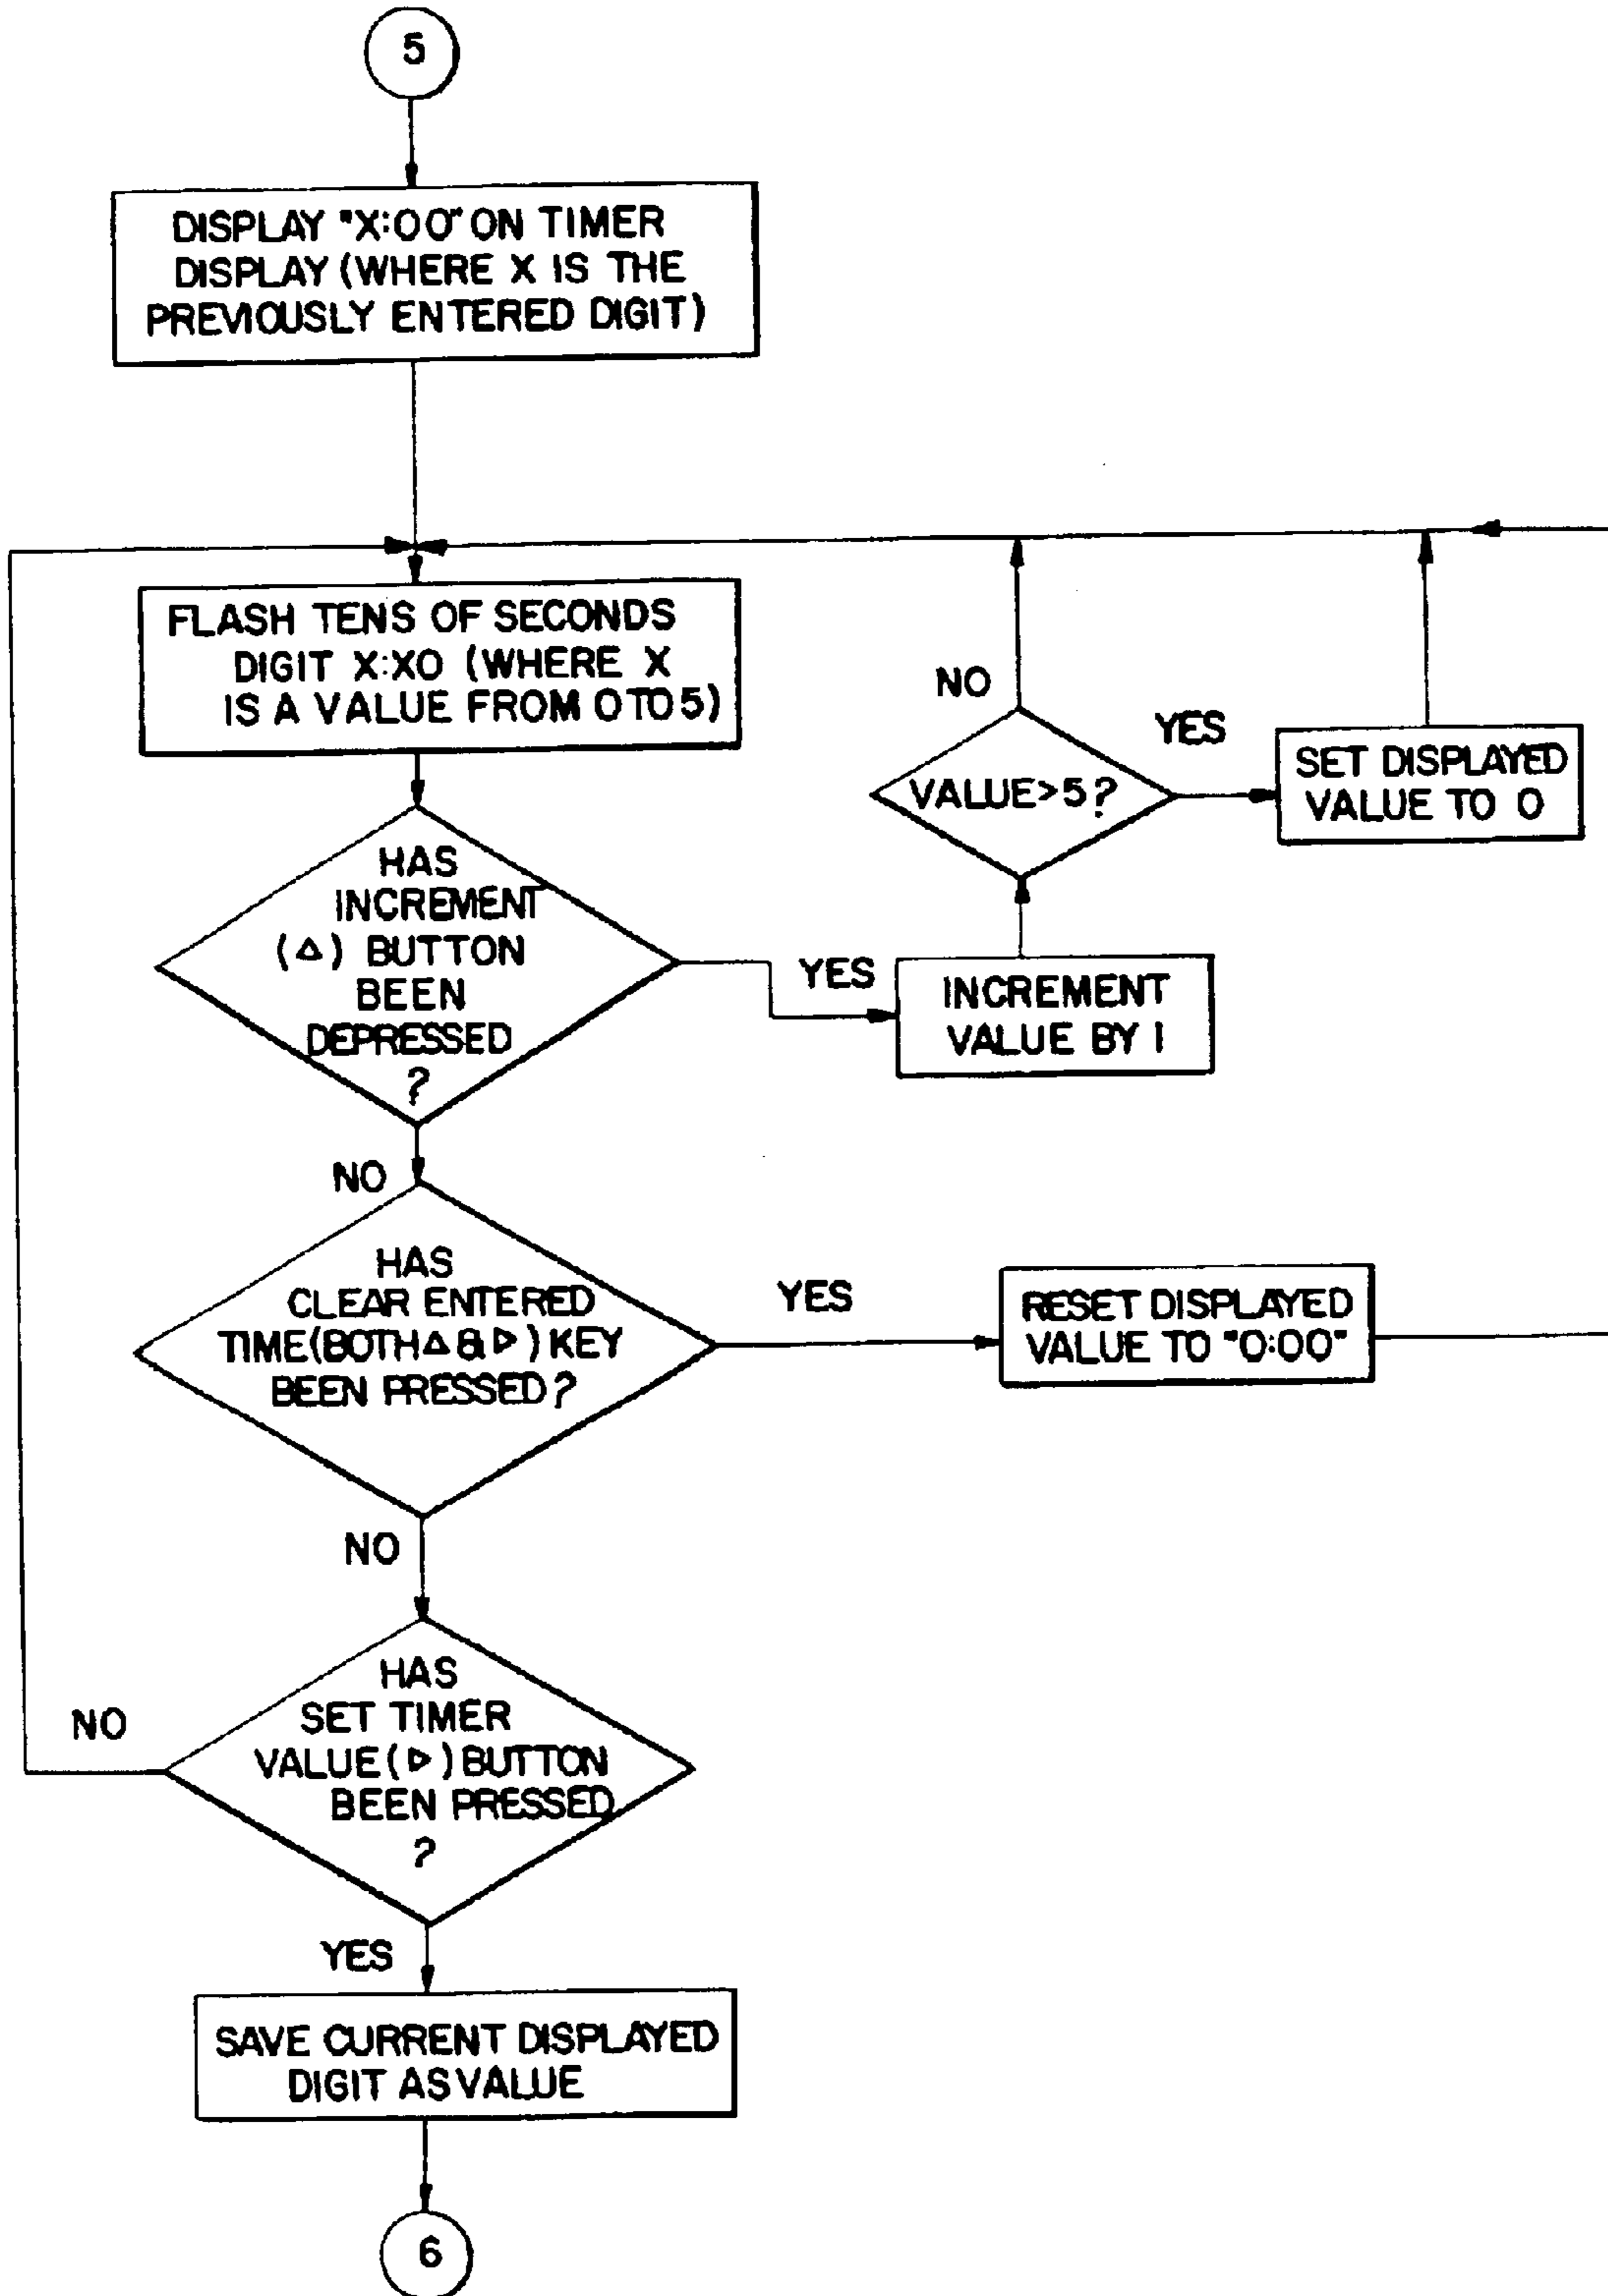 5
DISPLAY "X:00" ON TIMER
DISPLAY (WHERE X IS THE
PREVIOUSLY ENTERED DIGIT)
FLASH TENS OF SECONDS
DIGIT X:X0 (WHERE X
IS A VALUE FROM 0 TO 5)
NO
VALUE>5?
YES
SET DISPLAYED
VALUE TO 0
HAS
INCREMENT
(△) BUTTON
BEEN
DEPRESSED
?
YES
INCREMENT
VALUE BY 1
NO
HAS
CLEAR ENTERED
TIME(BOTH △ & ▷) KEY
BEEN PRESSED?
YES
RESET DISPLAYED
VALUE TO "0:00"
NO
HAS
SET TIMER
VALUE (▷) BUTTON
BEEN PRESSED
?
NO
YES
SAVE CURRENT DISPLAYED
DIGIT AS VALUE
6